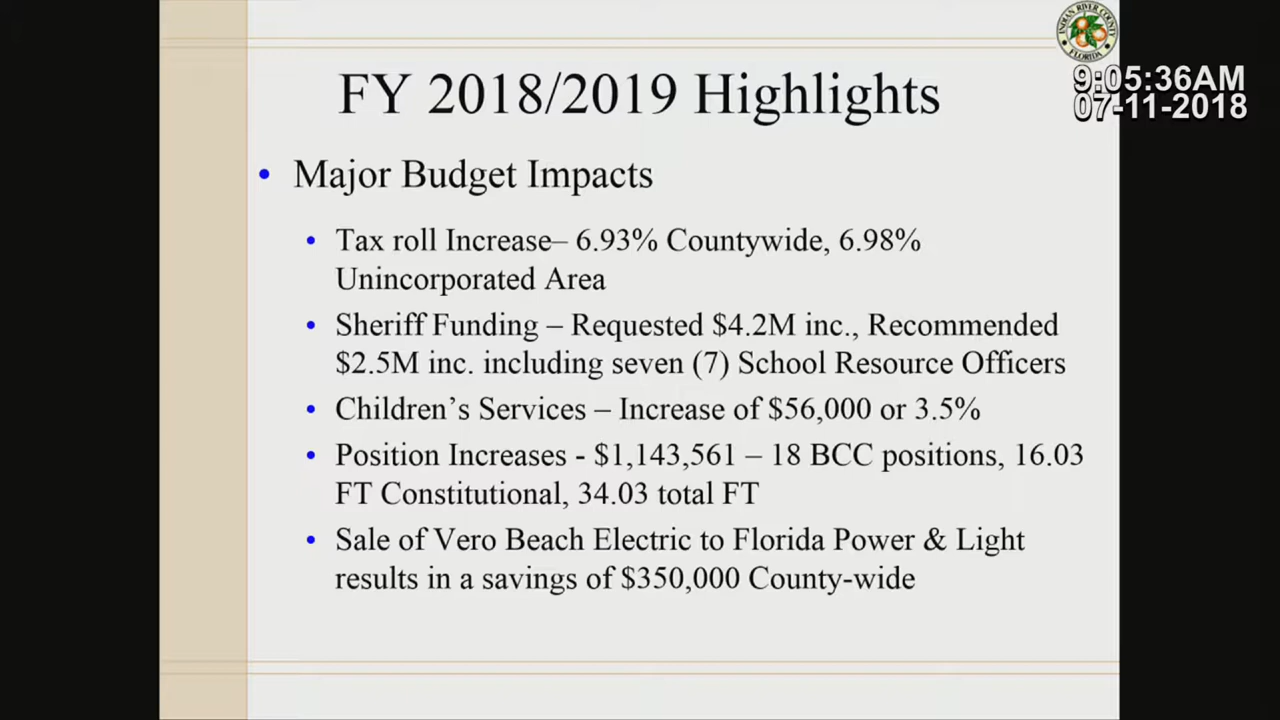 INDIAN RIVER COUNTY
FLORIDA
9:05:36AM
07-11-2018
FY 2018/2019 Highlights
• Major Budget Impacts
• Tax roll Increase– 6.93% Countywide, 6.98%
Unincorporated Area
• Sheriff Funding – Requested $4.2M inc., Recommended
$2.5M inc. including seven (7) School Resource Officers
• Children's Services – Increase of $56,000 or 3.5%
• Position Increases - $1,143,561 – 18 BCC positions, 16.03
FT Constitutional, 34.03 total FT
• Sale of Vero Beach Electric to Florida Power & Light
results in a savings of $350,000 County-wide